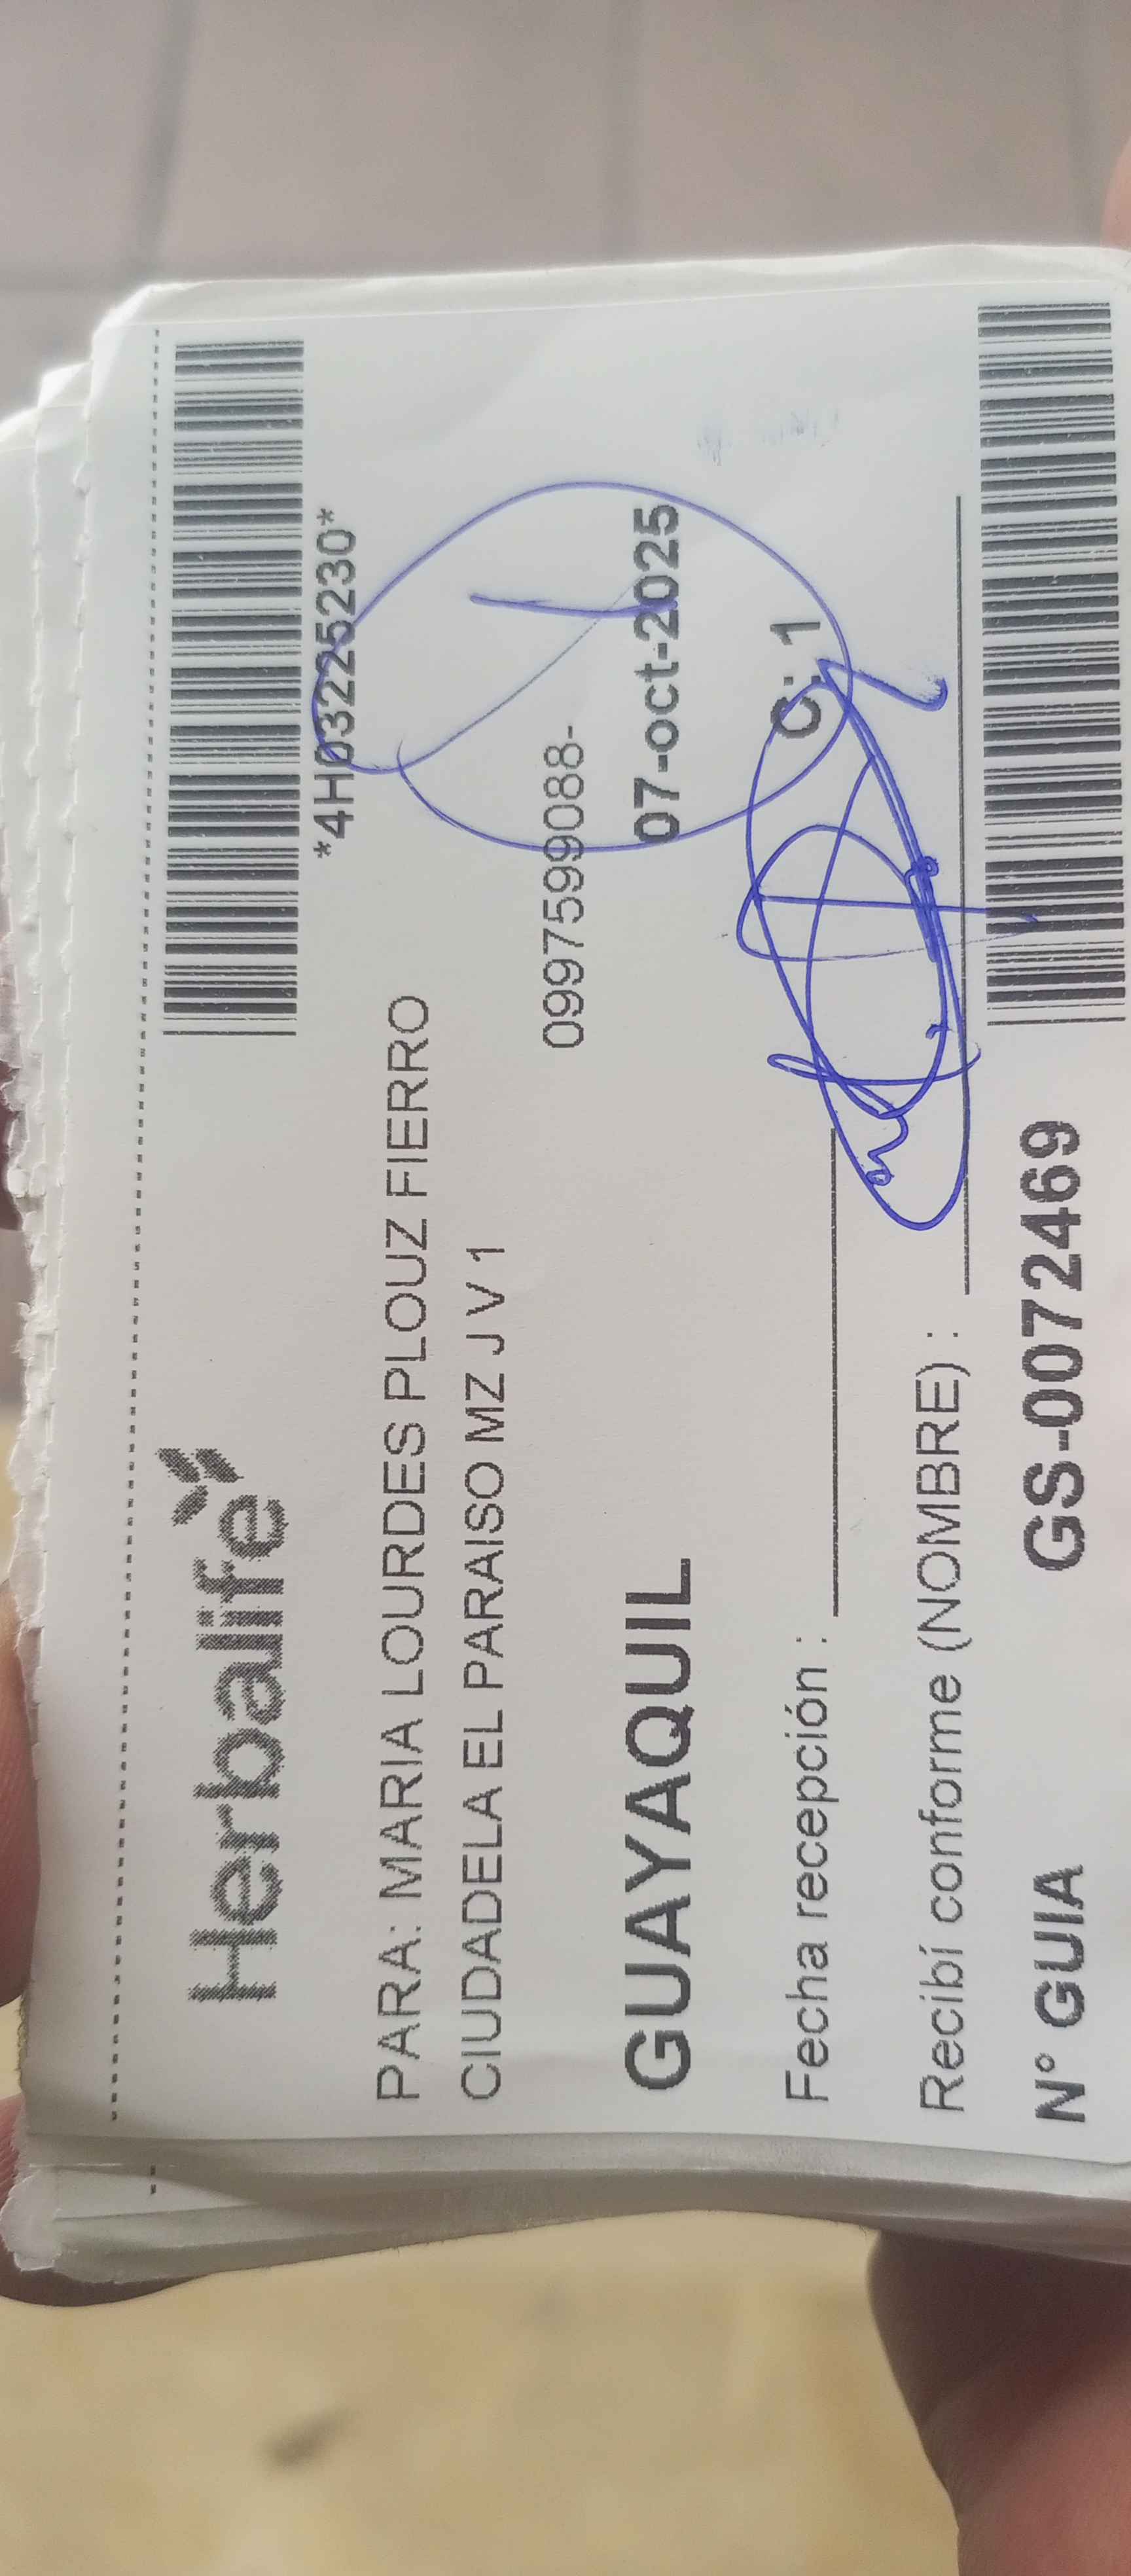 Herbalife
*4H03225230*
PARA: MARIA LOURDES PLOUZ FIERRO
CIUDADELA EL PARAISO MZ J V 1
0997599088-
GUAYAQUIL 07-oct-2025
Fecha recepción : C: 1
Recibí conforme (NOMBRE) :
N° GUIA GS-0072469